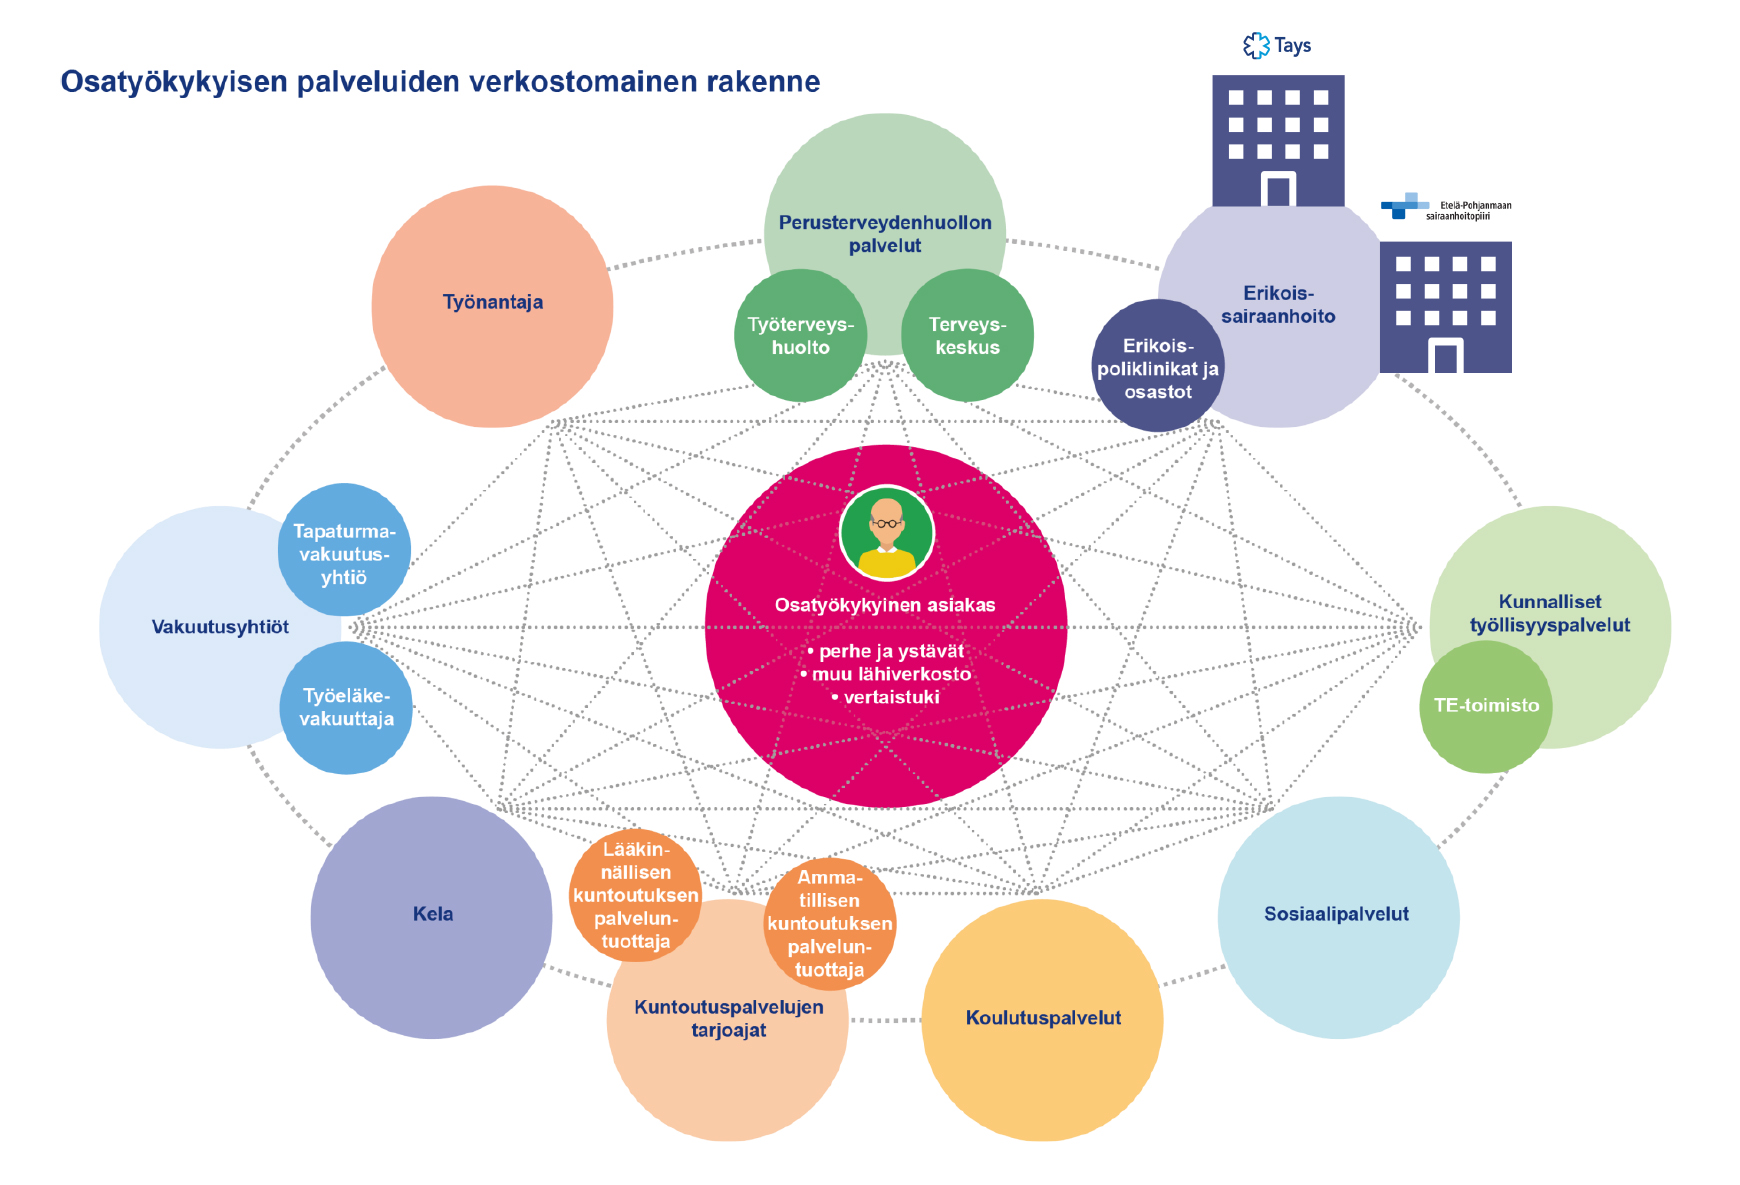 Tays
Osatyökykyisen palveluiden verkostomainen rakenne
Etelä-Pohjanmaan
sairaanhoitopiiri
Perusterveydenhuollon
palvelut
Työterveys-
huolto
Terveys-
keskus
Työnantaja
Erikois-
sairaanhoito
Erikois-
poliklinikat ja
osastot
Tapaturma-
vakuutus-
yhtiö
Vakuutusyhtiöt
Työeläke-
vakuuttaja
Osatyökykyinen asiakas
• perhe ja ystävät
• muu lähiverkosto
• vertaistuki
Kunnalliset
työllisyyspalvelut
TE-toimisto
Kela
Lääkin-
nällisen
kuntoutuksen
palvelun-
tuottaja
Amma-
tillisen
kuntoutuksen
palvelun-
tuottaja
Kuntoutuspalvelujen
tarjoajat
Koulutuspalvelut
Sosiaalipalvelut